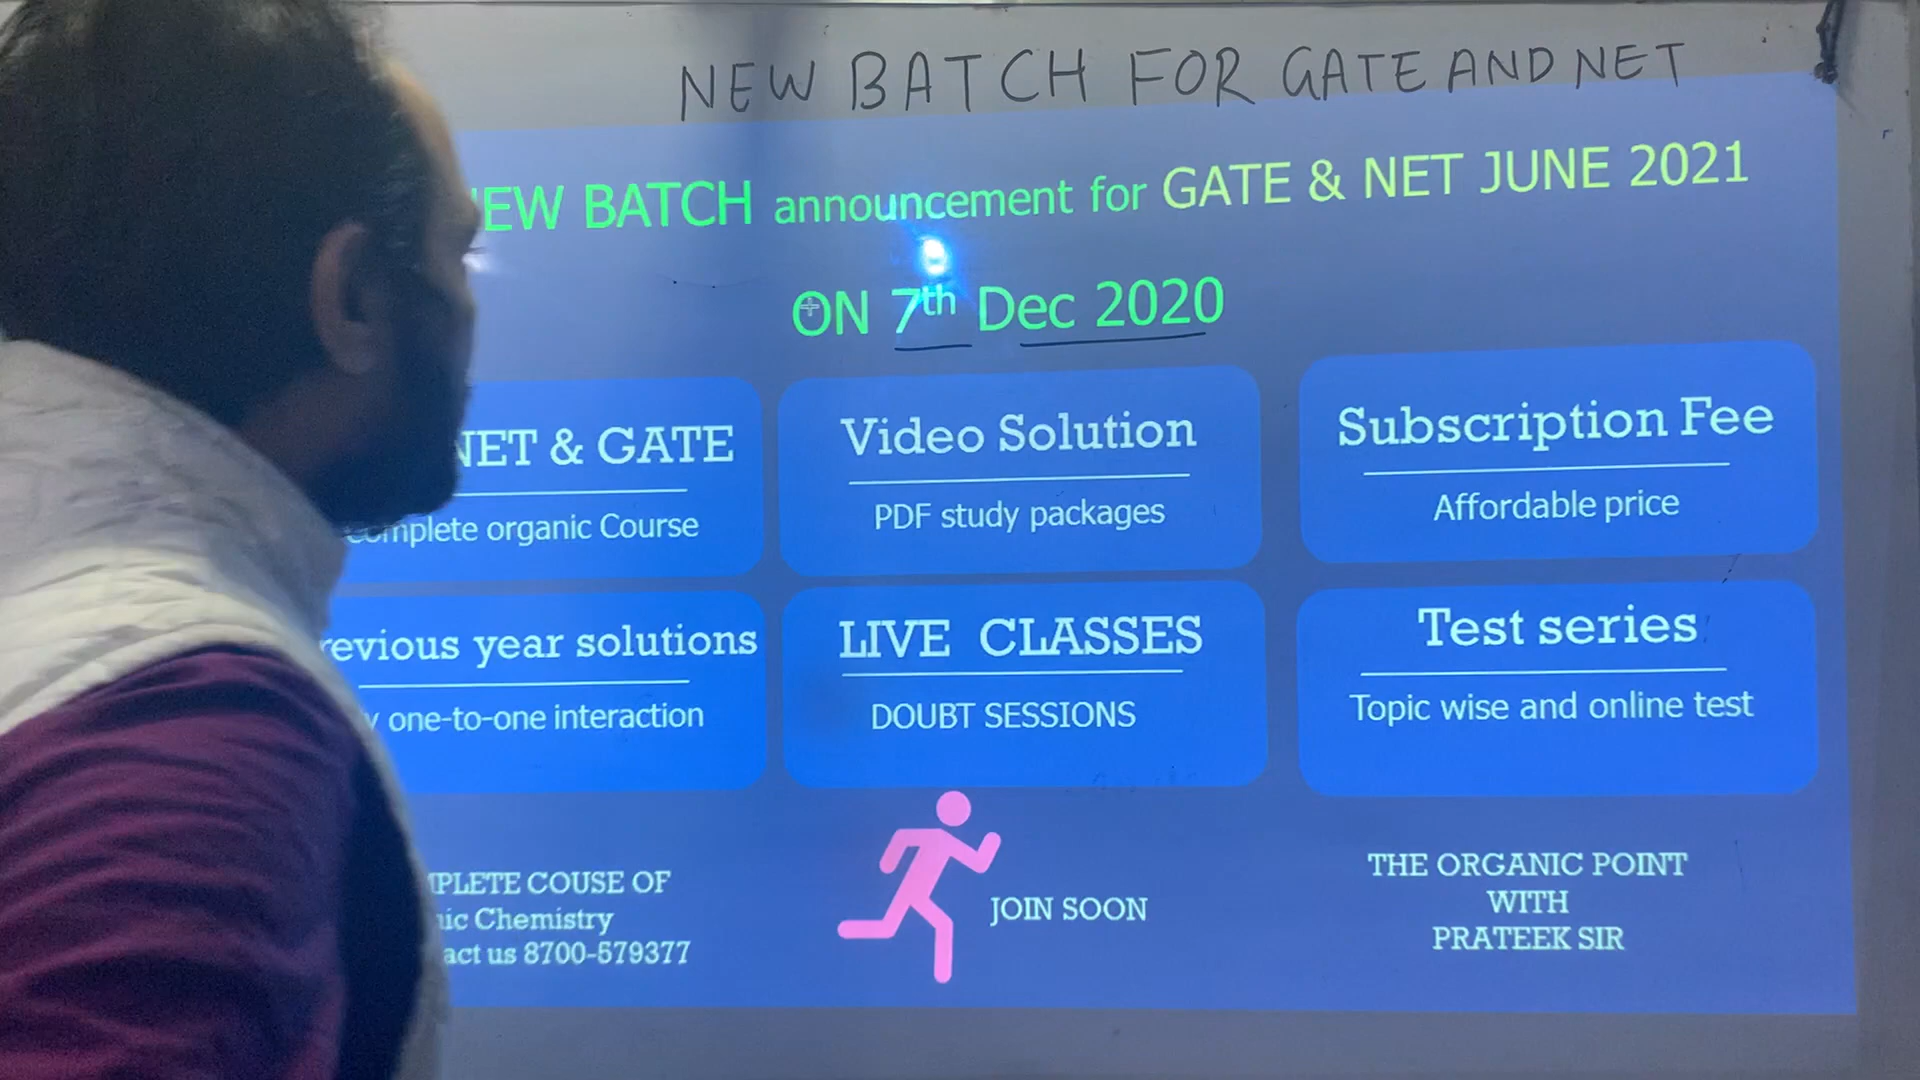 NEW BATCH FOR GATE AND NET
EW BATCH announcement for GATE & NET JUNE 2021
ON 7th Dec 2020
NET & GATE
complete organic Course
Video Solution
PDF study packages
Subscription Fee
Affordable price
revious year solutions
y one-to-one interaction
LIVE CLASSES
DOUBT SESSIONS
Test series
Topic wise and online test
PLETE COUSE OF
ic Chemistry
act us 8700-579377
JOIN SOON
THE ORGANIC POINT
WITH
PRATEEK SIR